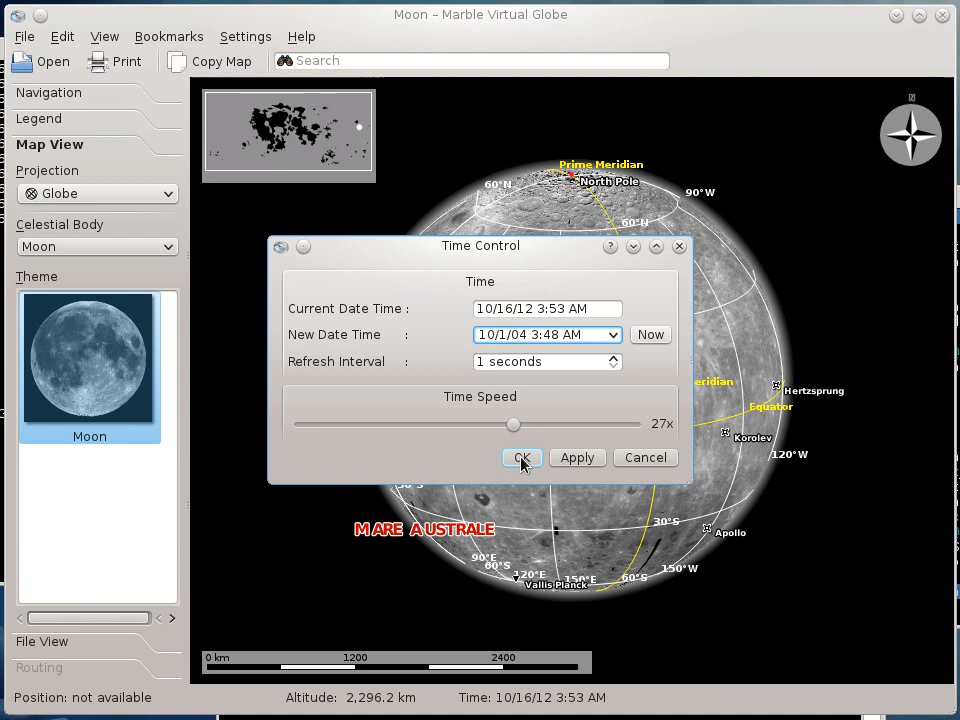 Moon – Marble Virtual Globe
File Edit View Bookmarks Settings Help
Open Print Copy Map Search
Navigation
Legend
Map View
Projection
Globe
Celestial Body
Moon
Theme
Moon
File View
Routing
N
Prime Meridian
North Pole
60°N
90°W
60°N
Time Control
?
Time
Current Date Time : 10/16/12 3:53 AM
New Date Time : 10/1/04 3:48 AM Now
Refresh Interval : 1 seconds
Time Speed
27x
OK Apply Cancel
eridian
Hertzsprung
Equator
Korolev
120°W
30°S
MARE AUSTRALE
30°S
Apollo
90°E
60°S
120°E
150°E
60°S
150°W
Vallis Planck
0 km 1200 2400
Position: not available Altitude: 2,296.2 km Time: 10/16/12 3:53 AM